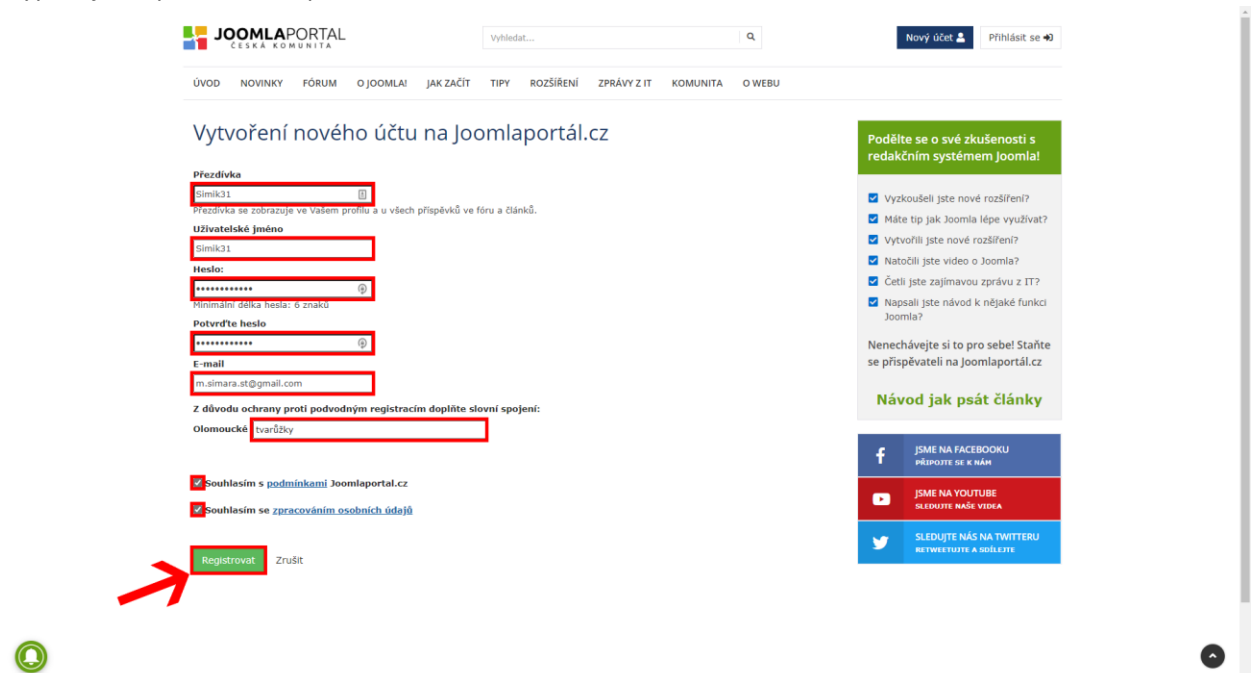 JOOMLAPORTAL
ČESKÁ KOMUNITA
Vyhledat...
Nový účet
Přihlásit se
ÚVOD NOVINKY FÓRUM O JOOMLA! JAK ZAČÍT TIPY ROZŠÍŘENÍ ZPRÁVY Z IT KOMUNITA O WEBU
Vytvoření nového účtu na Joomlaportál.cz
Přezdívka
Simik31
Přezdívka se zobrazuje ve Vašem profilu a u všech příspěvků ve fóru a článků.
Uživatelské jméno
Simik31
Heslo:
••••••••••••
Minimální délka hesla: 6 znaků
Potvrďte heslo
••••••••••••
E-mail
m.simara.st@gmail.com
Z důvodu ochrany proti podvodným registracím doplňte slovní spojení:
Olomoucké tvarůžky
Souhlasím s podmínkami Joomlaportal.cz
Souhlasím se zpracováním osobních údajů
Registrovat Zrušit
Podělte se o své zkušenosti s
redakčním systémem Joomla!
Vyzkoušeli jste nové rozšíření?
Máte tip jak Joomla lépe využívat?
Vytvořili jste nové rozšíření?
Natočili jste video o Joomla?
Četli jste zajímavou zprávu z IT?
Napsali jste návod k nějaké funkci
Joomla?
Nenechávejte si to pro sebe! Staňte
se přispěvateli na Joomlaportál.cz
Návod jak psát články
JSME NA FACEBOOKU
PŘIPOJTE SE K NÁM
JSME NA YOUTUBE
SLEDUJTE NAŠE VIDEA
SLEDUJTE NÁS NA TWITTERU
RETWEETUJTE A SDÍLEJTE